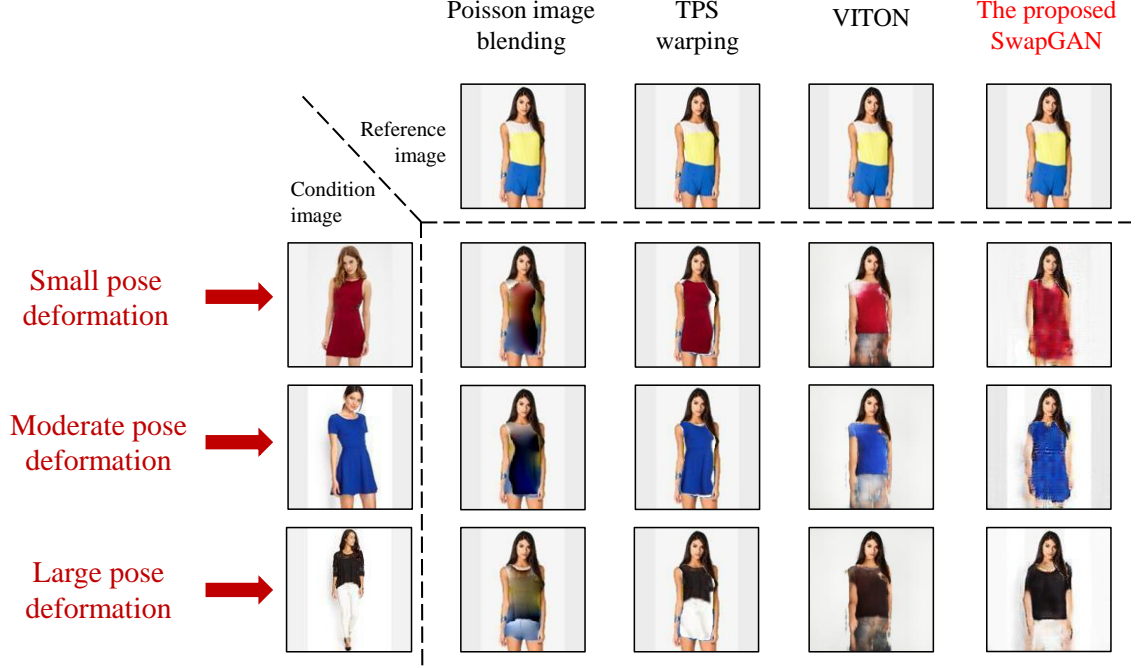 Poisson image
blending
TPS
warping
VITON
The proposed
SwapGAN
Reference
image
Condition
image
Small pose
deformation
Moderate pose
deformation
Large pose
deformation